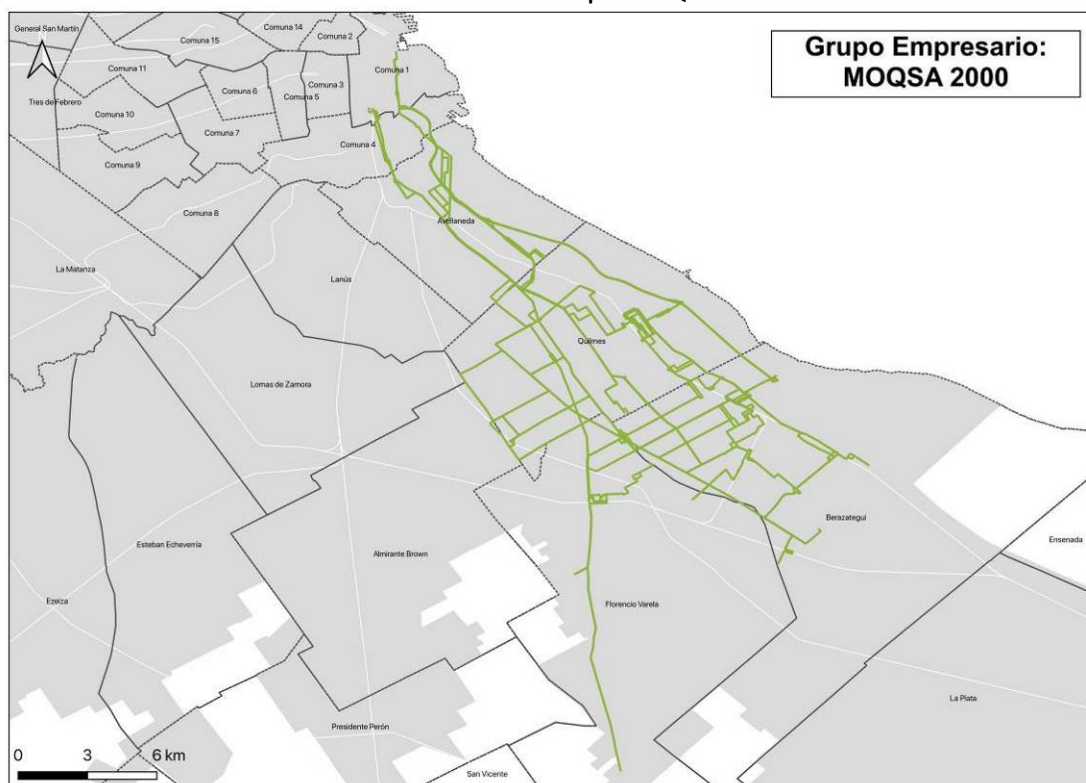 Grupo Empresario:
MOQSA 2000
General San Martín
Comuna 14
Comuna 15
Comuna 2
Comuna 11
Comuna 1
Comuna 6
Comuna 3
Comuna 5
Tres de Febrero
Comuna 10
Comuna 7
Comuna 4
Comuna 9
Comuna 8
Avellaneda
La Matanza
Lanús
Quilmes
Lomas de Zamora
Berazategui
Ensenada
Esteban Echeverría
Almirante Brown
Ezeiza
Florencio Varela
La Plata
Presidente Perón
San Vicente
0 3 6 km